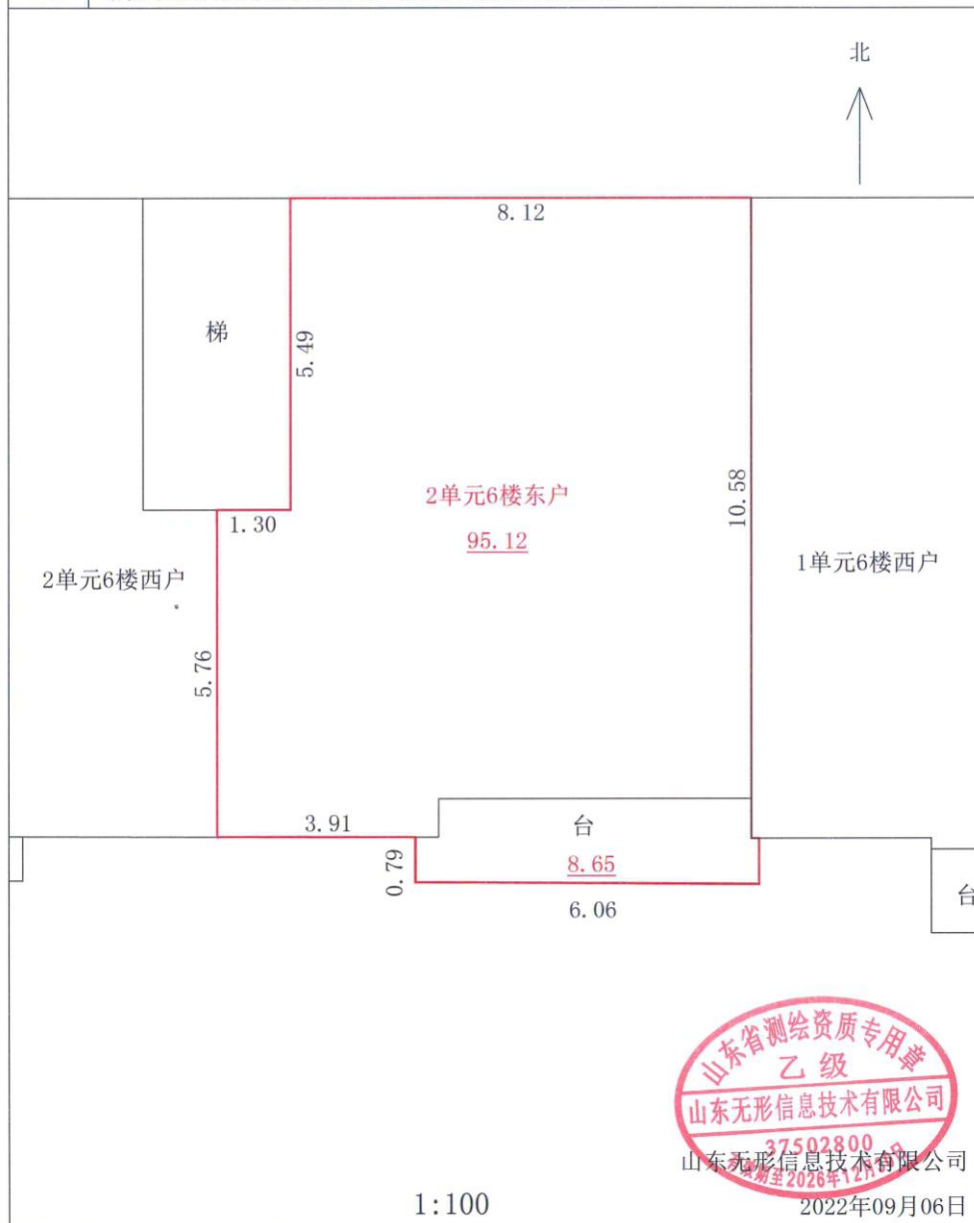 北
8.12
梯
5.49
2单元6楼东户
95.12
10.58
1.30
2单元6楼西户
1单元6楼西户
5.76
3.91
台
0.79
8.65
6.06
台
山东省测绘资质专用章
乙级
山东无形信息技术有限公司
37502800
山东无形信息技术有限公司
1:100
2022年09月06日